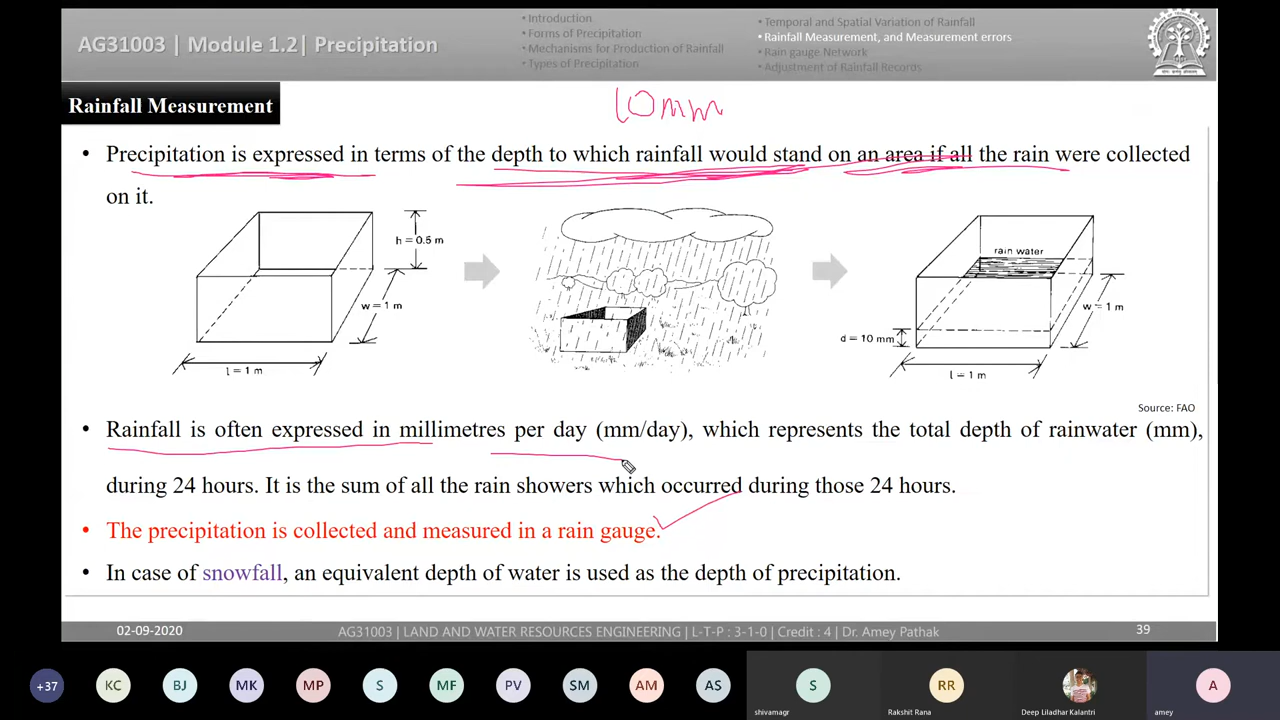 AG31003 | Module 1.2| Precipitation
Introduction
Forms of Precipitation
Mechanisms for Production of Rainfall
Types of Precipitation
Temporal and Spatial Variation of Rainfall
Rainfall Measurement, and Measurement errors
Rain gauge Network
Adjustment of Rainfall Records
Rainfall Measurement
10mm
• Precipitation is expressed in terms of the depth to which rainfall would stand on an area if all the rain were collected
on it.
h = 0.5 m
w = 1 m
l = 1 m
rain water
w = 1 m
d = 10 mm
l = 1 m
Source: FAO
• Rainfall is often expressed in millimetres per day (mm/day), which represents the total depth of rainwater (mm),
during 24 hours. It is the sum of all the rain showers which occurred during those 24 hours.
• The precipitation is collected and measured in a rain gauge.
• In case of snowfall, an equivalent depth of water is used as the depth of precipitation.
02-09-2020
AG31003 | LAND AND WATER RESOURCES ENGINEERING | L-T-P : 3-1-0 | Credit : 4 | Dr. Amey Pathak
39
+37
KC
BJ
MK
MP
S
MF
PV
SM
AM
AS
S
shivamagr
RR
Rakshit Rana
Deep Liladhar Kalantri
A
amey